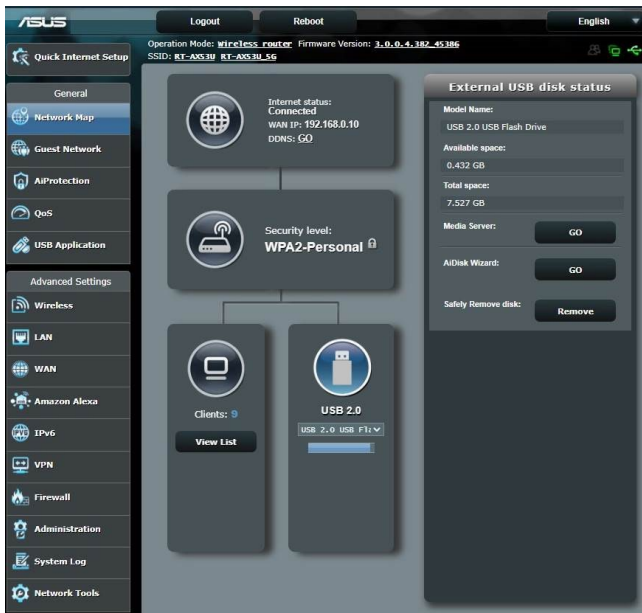 ASUS
Logout
Reboot
English
Operation Mode: Wireless router Firmware Version: 3.0.0.4.382_45386
SSID: RT-AX53U RT-AX53U_5G
Quick Internet Setup
General
Network Map
Guest Network
AiProtection
QoS
USB Application
Advanced Settings
Wireless
LAN
WAN
Amazon Alexa
IPv6
VPN
Firewall
Administration
System Log
Network Tools
Internet status:
Connected
WAN IP: 192.168.0.10
DDNS: GO
Security level:
WPA2-Personal
Clients: 9
View List
USB 2.0
USB 2.0 USB Fla
External USB disk status
Model Name:
USB 2.0 USB Flash Drive
Available space:
0.432 GB
Total space:
7.527 GB
Media Server:
GO
AiDisk Wizard:
GO
Safely Remove disk:
Remove